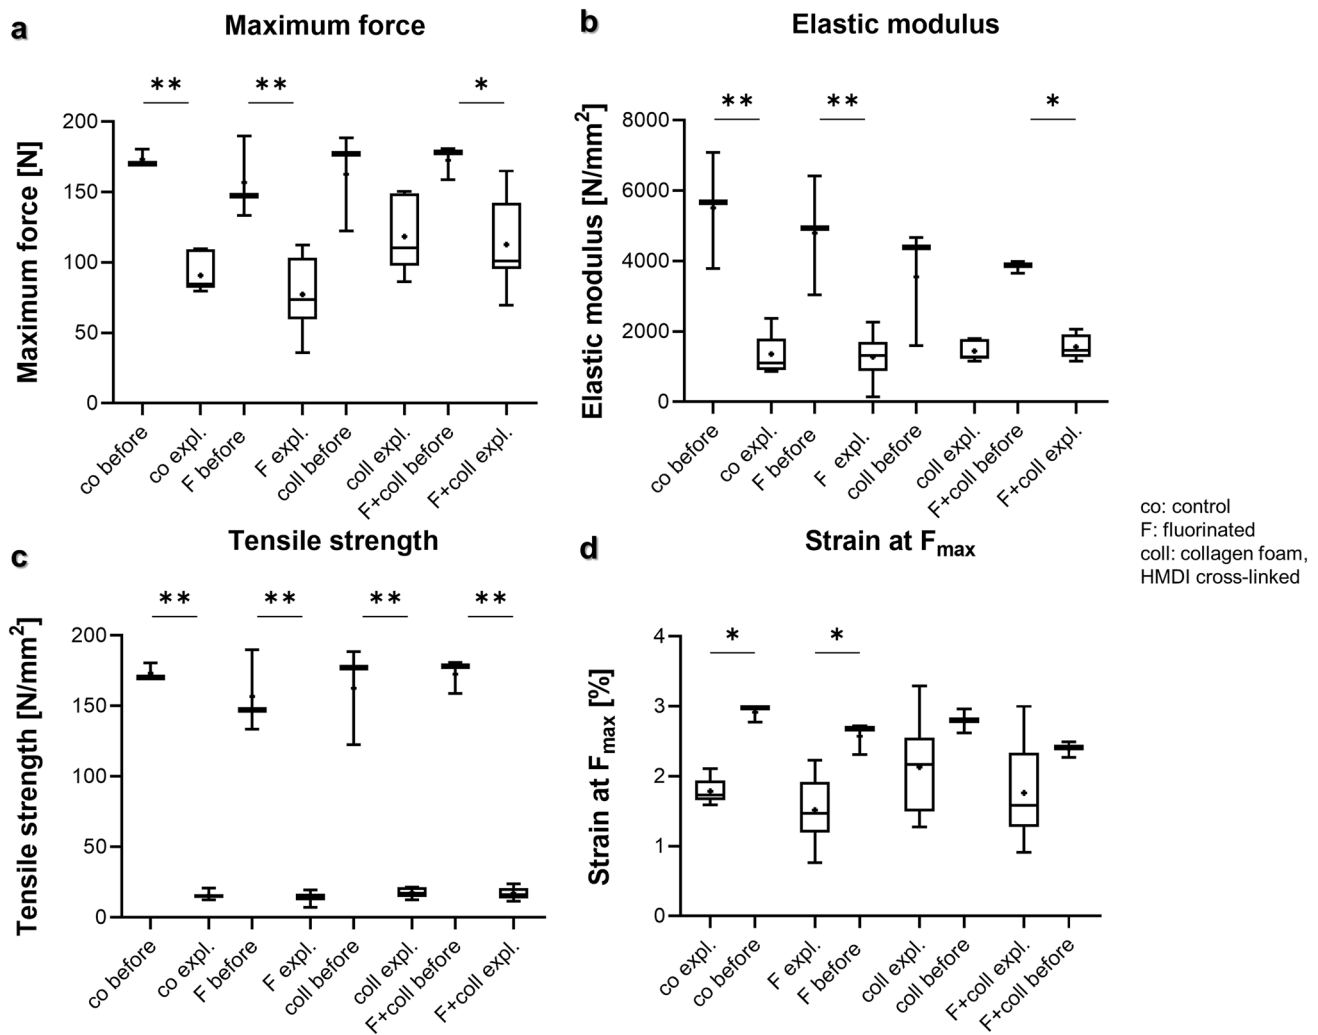 a
Maximum force
** ** *
Maximum force [N]
200
150
100
50
0
co before
co expl.
F before
F expl.
coll before
coll expl.
F+coll before
F+coll expl.
b
Elastic modulus
** ** *
Elastic modulus [N/mm²]
8000
6000
4000
2000
0
co before
co expl.
F before
F expl.
coll before
coll expl.
F+coll before
F+coll expl.
co: control
F: fluorinated
coll: collagen foam,
HMDI cross-linked
c
Tensile strength
** ** ** **
Tensile strength [N/mm²]
200
150
100
50
0
co before
co expl.
F before
F expl.
coll before
coll expl.
F+coll before
F+coll expl.
d
Strain at Fmax
* *
Strain at Fmax [%]
4
3
2
1
0
co expl.
co before
F expl.
F before
coll expl.
coll before
F+coll expl.
F+coll before